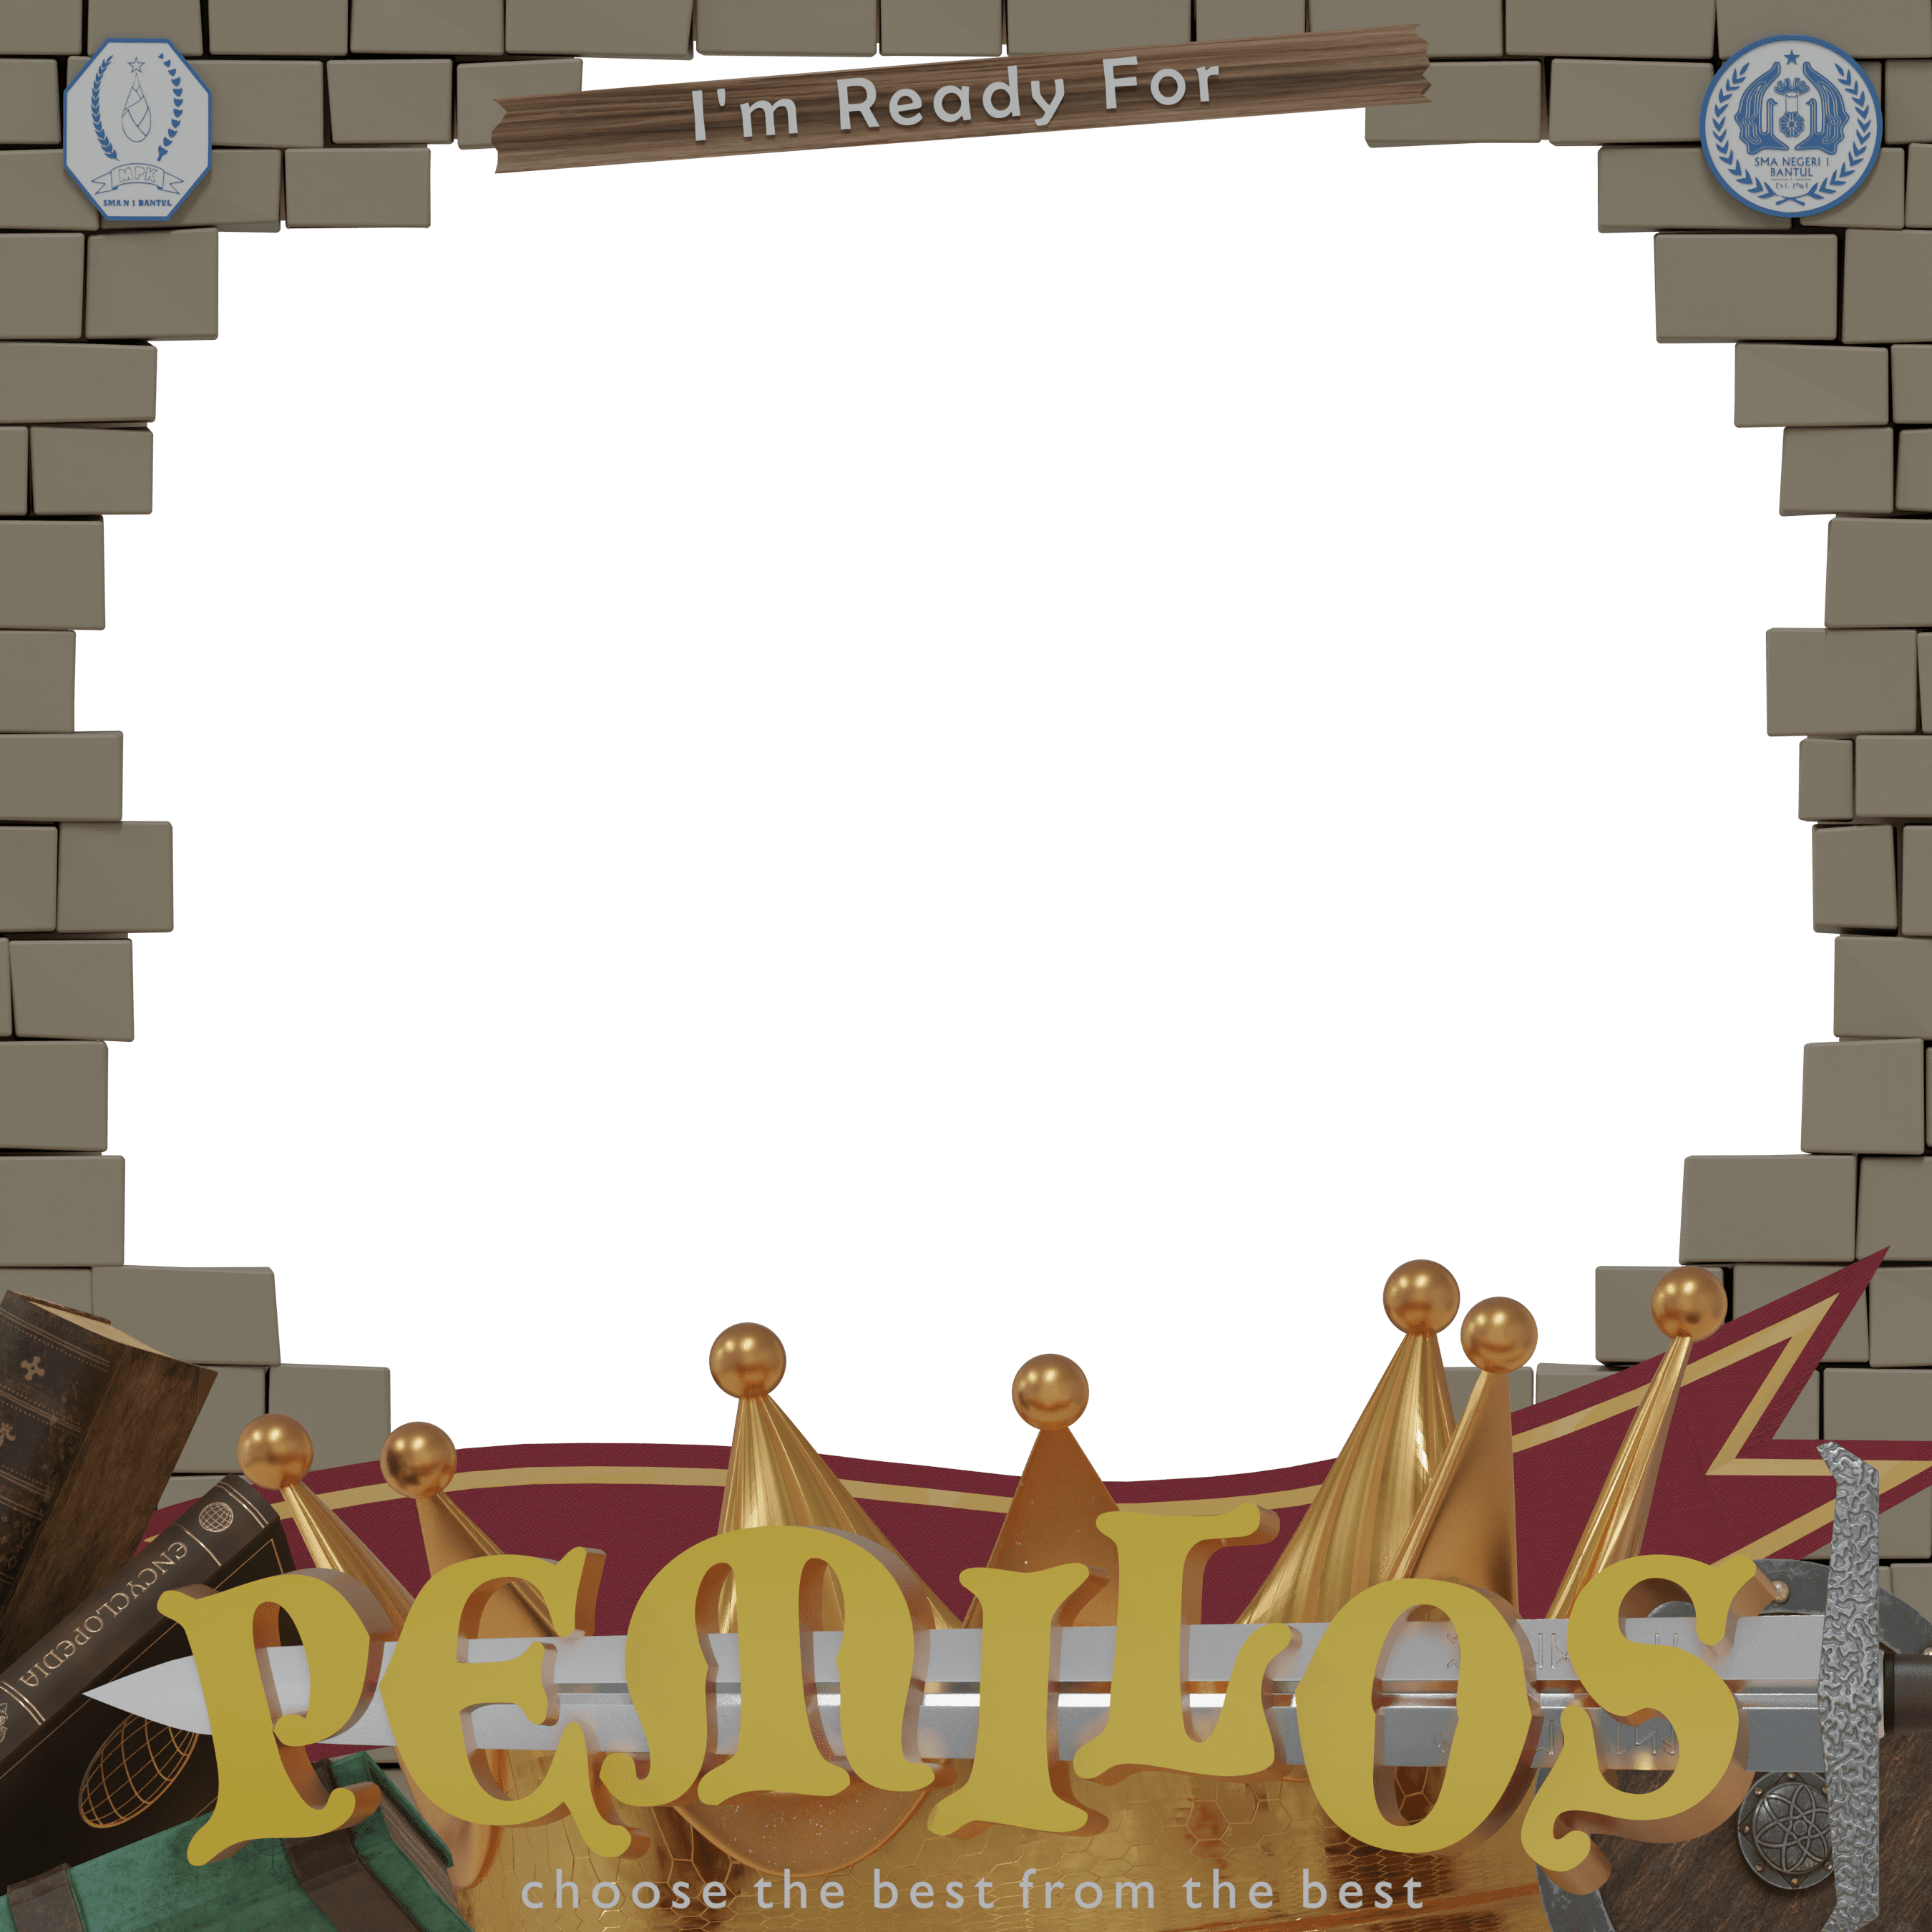 I'm Ready For
MPK
SMA N 1 BANTUL
SMA NEGERI 1
BANTUL
EST. 1963
ENCYCLOPEDIA
PEMILOS
choose the best from the best